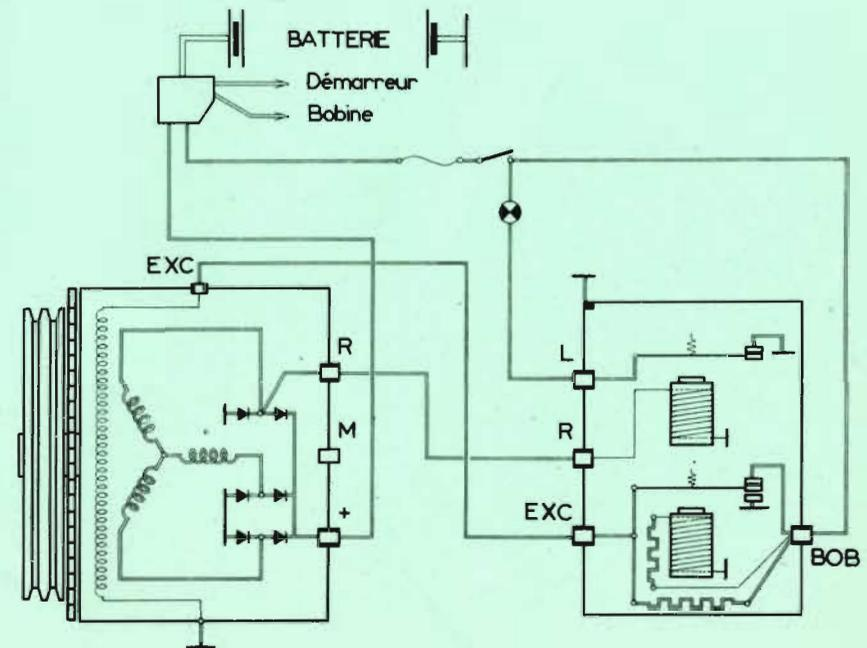 BATTERIE
Démarreur
Bobine
EXC
R
M
+
L
R
EXC
BOB